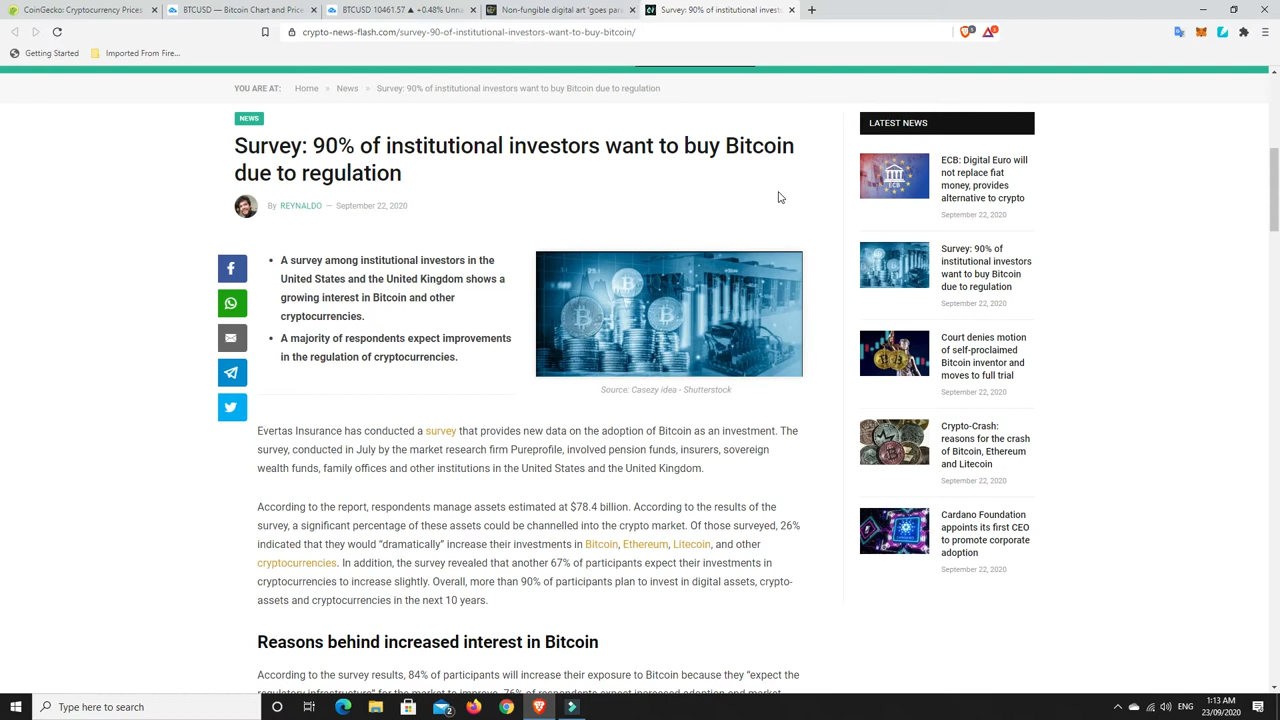 CoinGecko: Cryptocurrency Prices
BTCUSD — Bitcoin Chart and Price
BTCUSD 10461.57 ▲ +0.48% Unna
Non-fungible digital art 'goes para
Survey: 90% of institutional investors
crypto-news-flash.com/survey-90-of-institutional-investors-want-to-buy-bitcoin/
Getting Started
Imported From Fire...
YOU ARE AT: Home » News » Survey: 90% of institutional investors want to buy Bitcoin due to regulation
NEWS
Survey: 90% of institutional investors want to buy Bitcoin
due to regulation
By REYNALDO — September 22, 2020
• A survey among institutional investors in the
United States and the United Kingdom shows a
growing interest in Bitcoin and other
cryptocurrencies.
• A majority of respondents expect improvements
in the regulation of cryptocurrencies.
Source: Casezy idea - Shutterstock
Evertas Insurance has conducted a survey that provides new data on the adoption of Bitcoin as an investment. The
survey, conducted in July by the market research firm Pureprofile, involved pension funds, insurers, sovereign
wealth funds, family offices and other institutions in the United States and the United Kingdom.
According to the report, respondents manage assets estimated at $78.4 billion. According to the results of the
survey, a significant percentage of these assets could be channelled into the crypto market. Of those surveyed, 26%
indicated that they would "dramatically" increase their investments in Bitcoin, Ethereum, Litecoin, and other
cryptocurrencies. In addition, the survey revealed that another 67% of participants expect their investments in
cryptocurrencies to increase slightly. Overall, more than 90% of participants plan to invest in digital assets, crypto-
assets and cryptocurrencies in the next 10 years.
Reasons behind increased interest in Bitcoin
According to the survey results, 84% of participants will increase their exposure to Bitcoin because they "expect the
regulatory infrastructure" for the market to improve. 76% of respondents expect increased adoption and market
LATEST NEWS
ECB: Digital Euro will
not replace fiat
money, provides
alternative to crypto
September 22, 2020
Survey: 90% of
institutional investors
want to buy Bitcoin
due to regulation
September 22, 2020
Court denies motion
of self-proclaimed
Bitcoin inventor and
moves to full trial
September 22, 2020
Crypto-Crash:
reasons for the crash
of Bitcoin, Ethereum
and Litecoin
September 22, 2020
Cardano Foundation
appoints its first CEO
to promote corporate
adoption
September 22, 2020
Type here to search
ENG
1:13 AM
23/09/2020